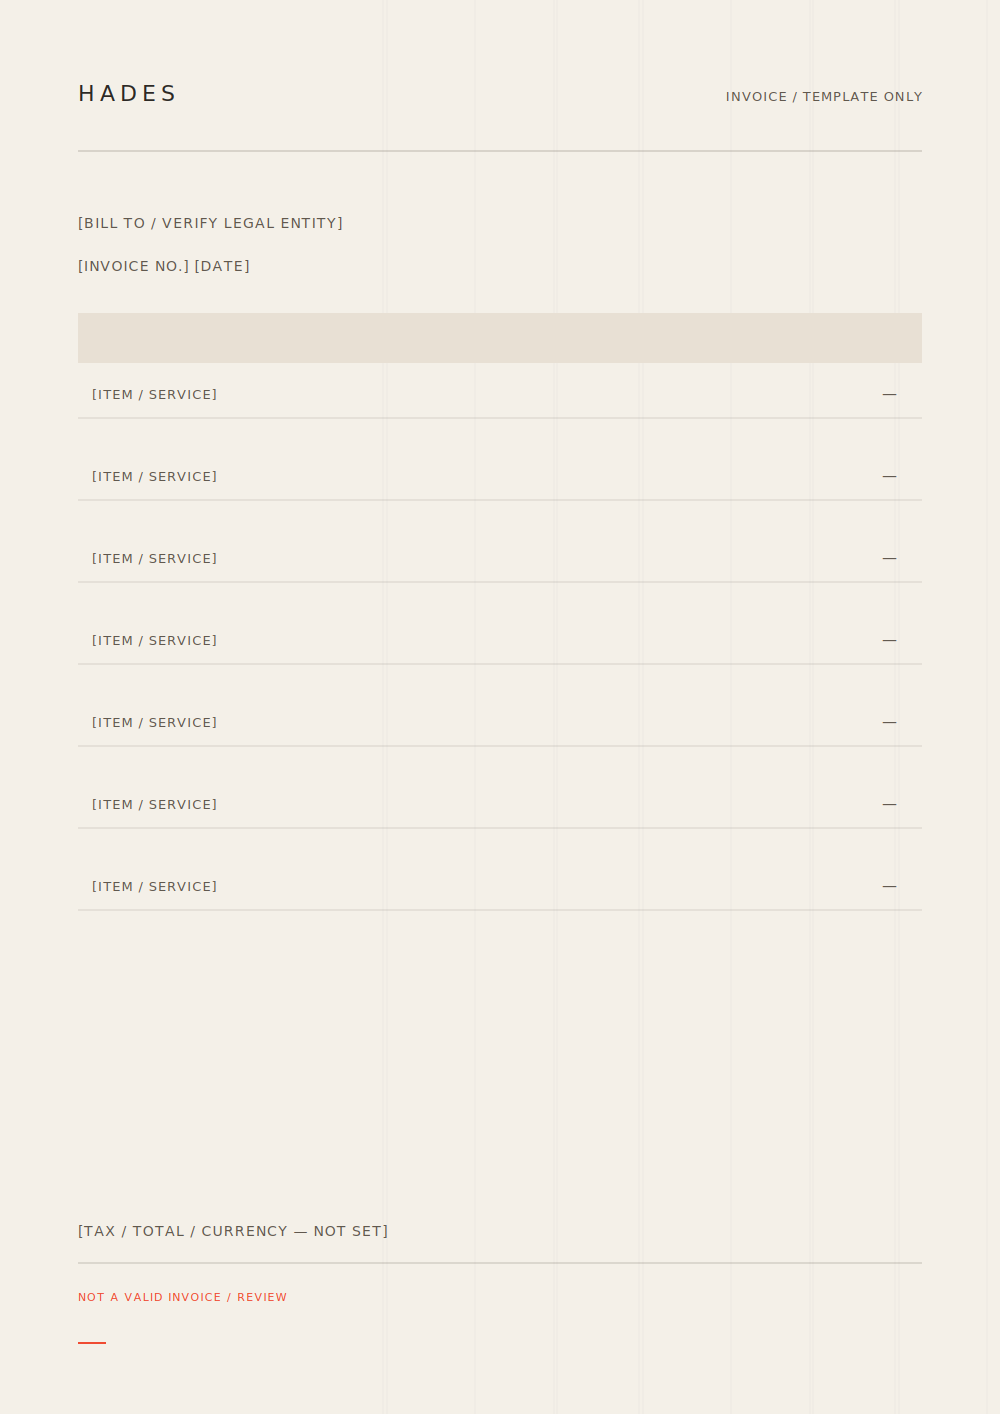 HADES
INVOICE / TEMPLATE ONLY
[BILL TO / VERIFY LEGAL ENTITY]
[INVOICE NO.] [DATE]
[ITEM / SERVICE] —
[ITEM / SERVICE] —
[ITEM / SERVICE] —
[ITEM / SERVICE] —
[ITEM / SERVICE] —
[ITEM / SERVICE] —
[ITEM / SERVICE] —
[TAX / TOTAL / CURRENCY — NOT SET]
NOT A VALID INVOICE / REVIEW